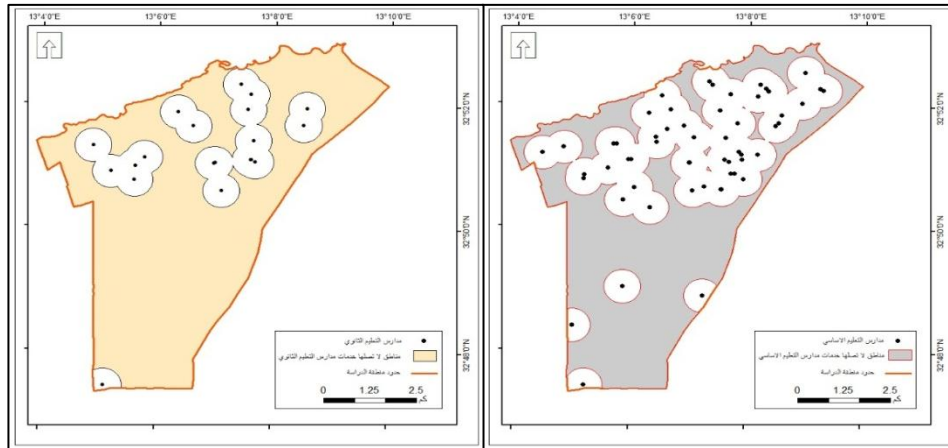 13°4'0"E
13°6'0"E
13°8'0"E
13°10'0"E
32°52'0"N
32°50'0"N
32°48'0"N
مدارس التعليم الثانوي
مناطق لا تصلها خدمات مدارس التعليم الثانوي
حدود منطقة الدراسة
0 1.25 2.5
كم
13°4'0"E
13°6'0"E
13°8'0"E
13°10'0"E
32°52'0"N
32°50'0"N
32°48'0"N
مدارس التعليم الاساسي
مناطق لا تصلها خدمات مدارس التعليم الاساسي
حدود منطقة الدراسة
0 1.25 2.5
كم